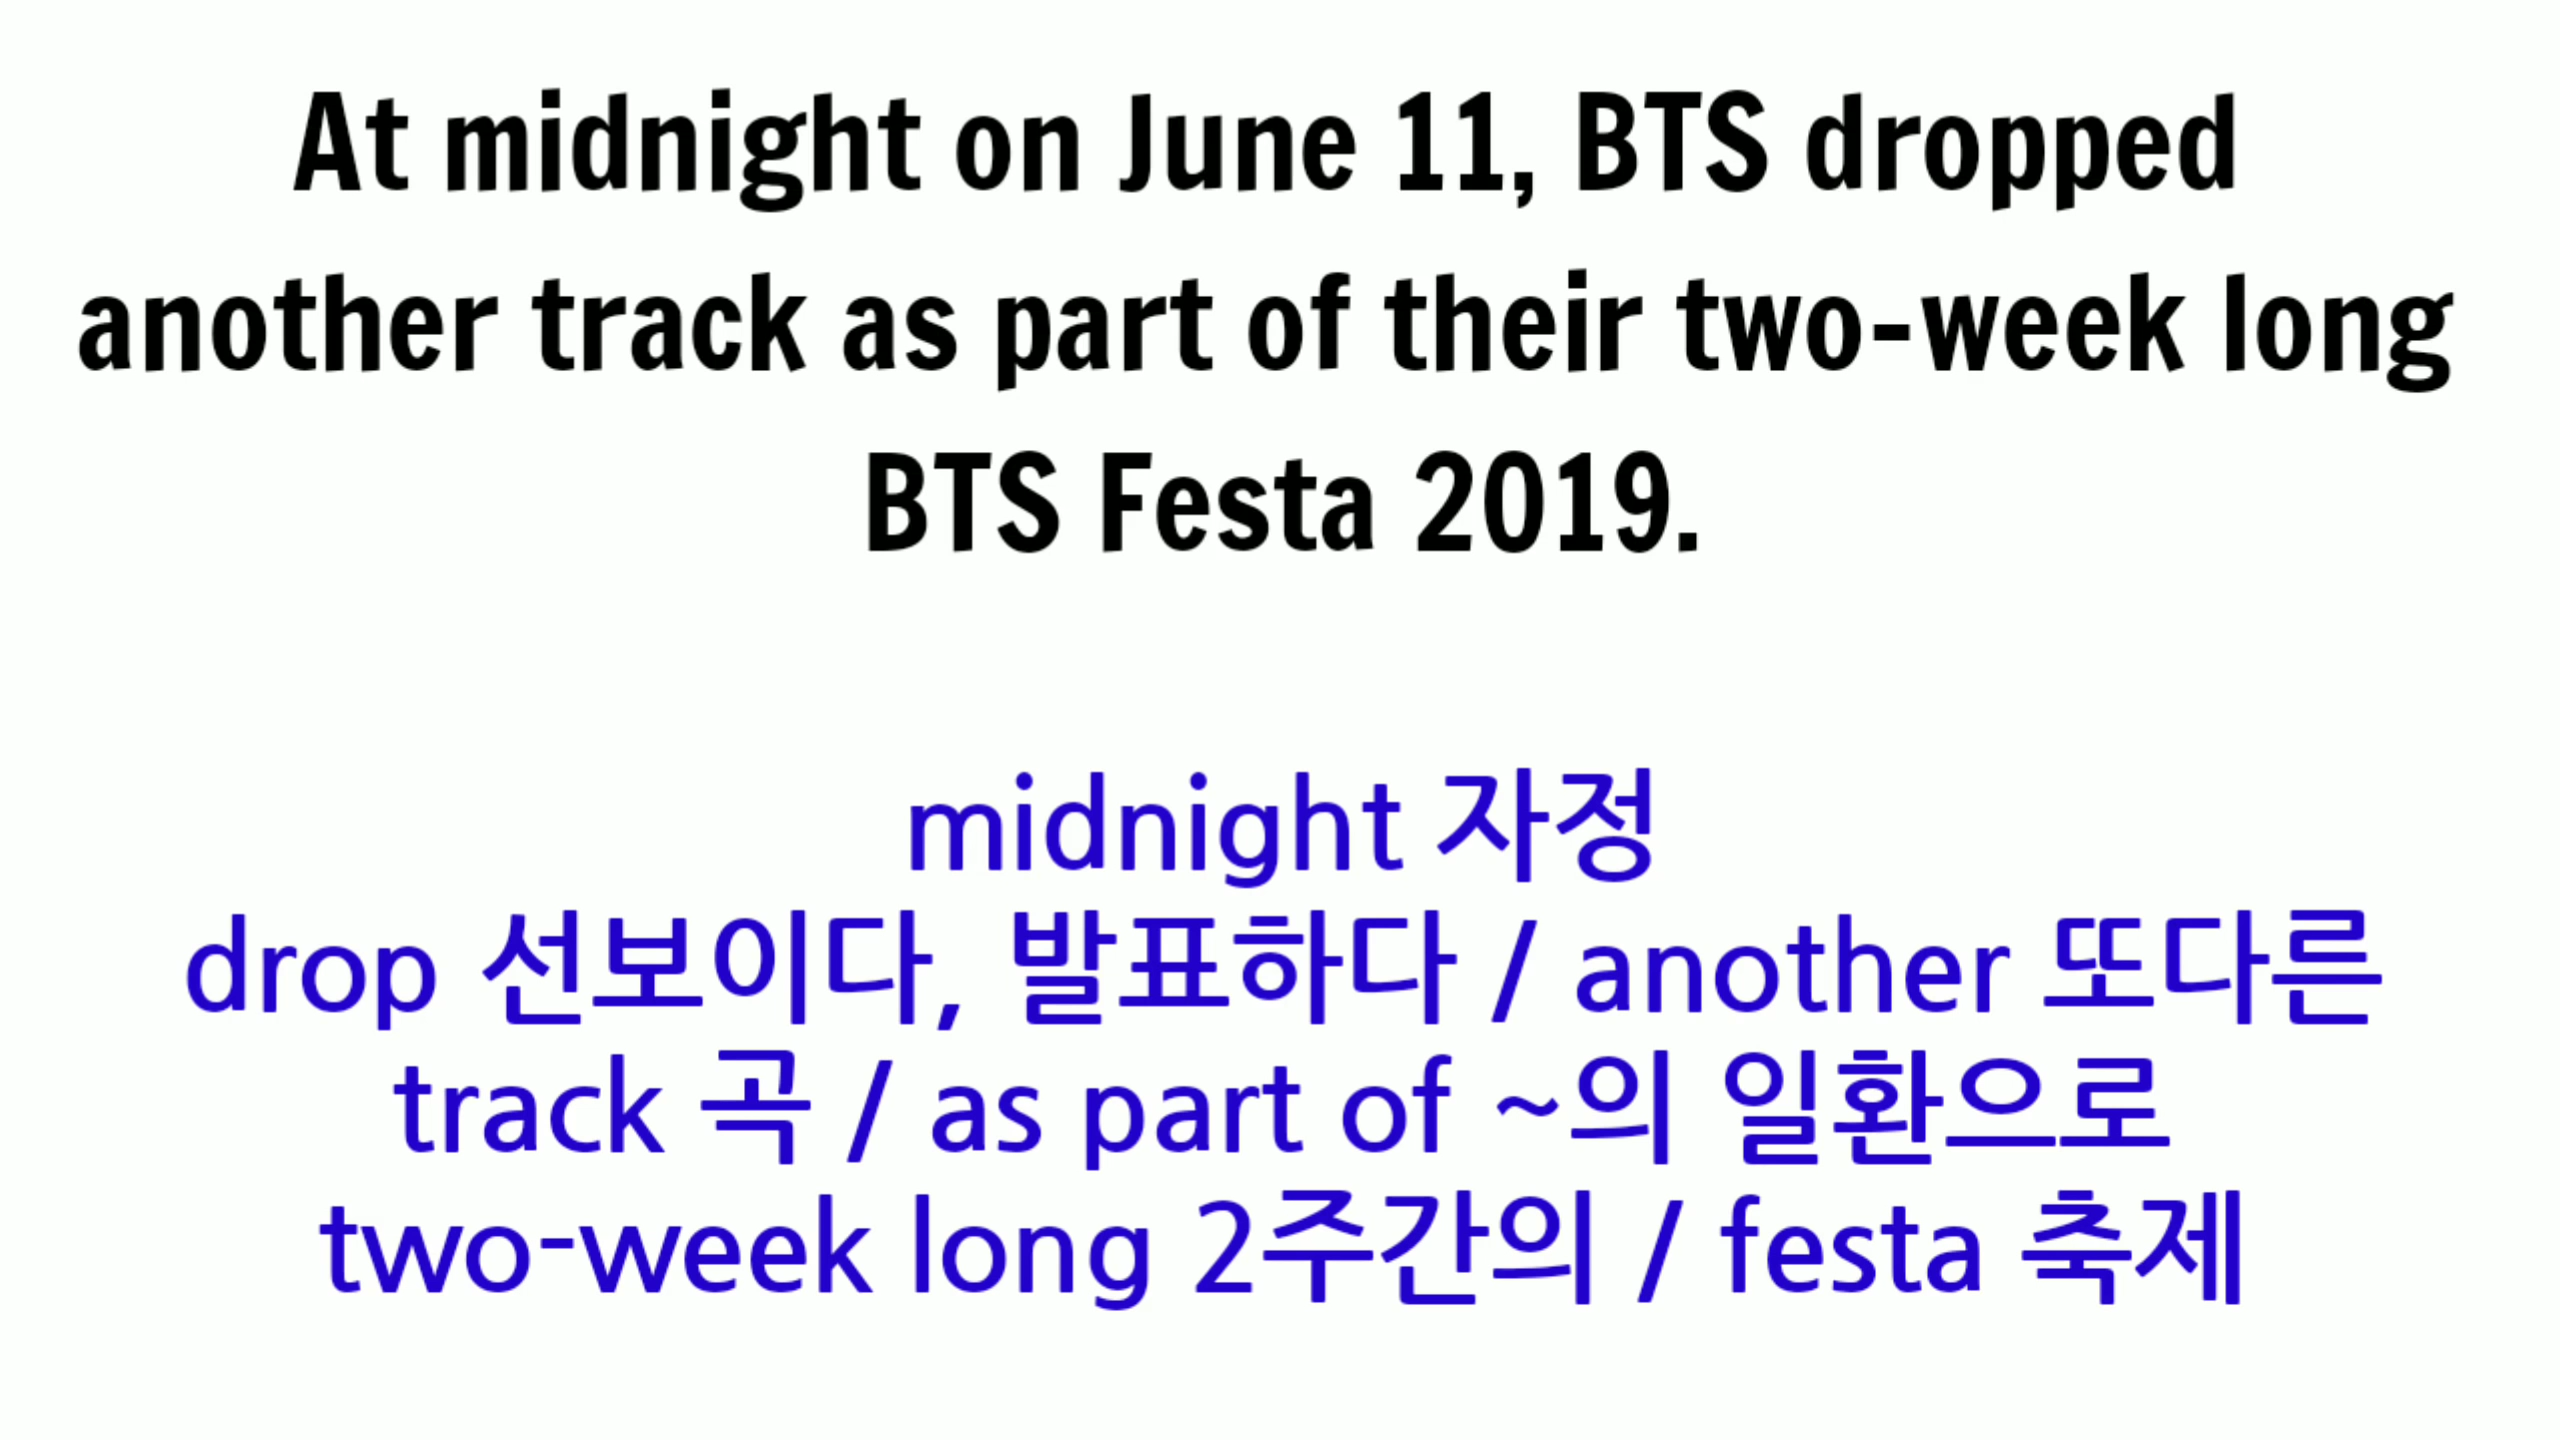 At midnight on June 11, BTS dropped
another track as part of their two-week long
BTS Festa 2019.
midnight 자정
drop 선보이다, 발표하다 / another 또다른
track 곡 / as part of ~의 일환으로
two-week long 2주간의 / festa 축제